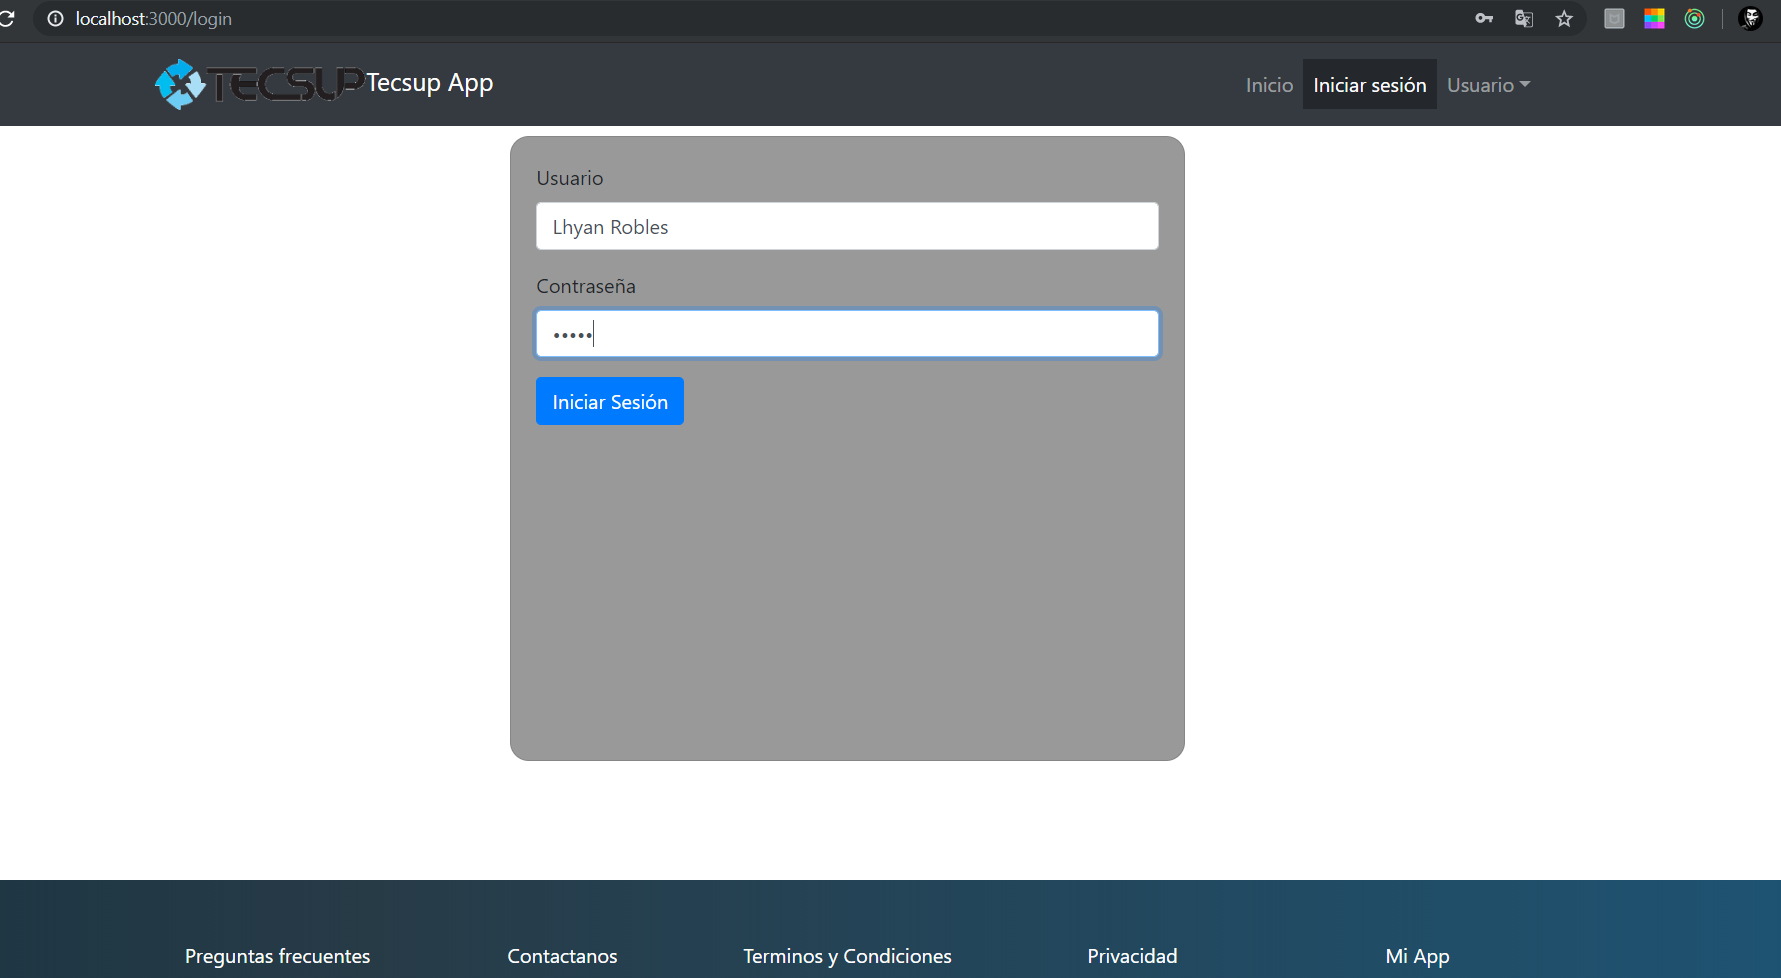 localhost:3000/login
TECSUP Tecsup App
Inicio Iniciar sesión Usuario
Usuario
Lhyan Robles
Contraseña
•••••
Iniciar Sesión
Preguntas frecuentes Contactanos Terminos y Condiciones Privacidad Mi App